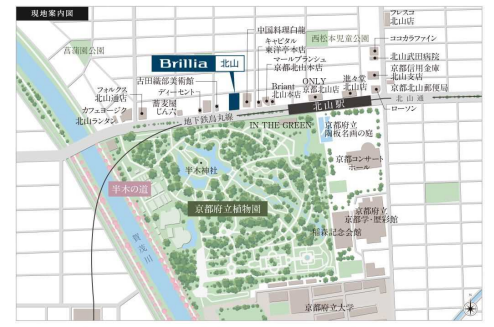 現地案内図
フレスコ
北山店
中国料理白龍
西松本児童公園
キャピタル
東洋亭本店
ココカラファイン
菖蒲園公園
Brillia 北山
マールブランシュ
京都北山本店
北山武田病院
古田織部美術館
ONLY
京都北山店
進々堂
北山店
京都信用金庫
北山支店
フォルクス
北山通店
ディーセント
Briant
北山本店
京都北山郵便局
カフェヨージク
蕎麦屋
じん六
北山駅
北山通
北山ランタン
地下鉄烏丸線
ローソン
IN THE GREEN
京都府立
陶板名画の庭
半木神社
京都コンサート
ホール
半木の道
京都府立植物園
京都府立
京都学・歴彩館
稲森記念会館
賀茂川
京都府立大学